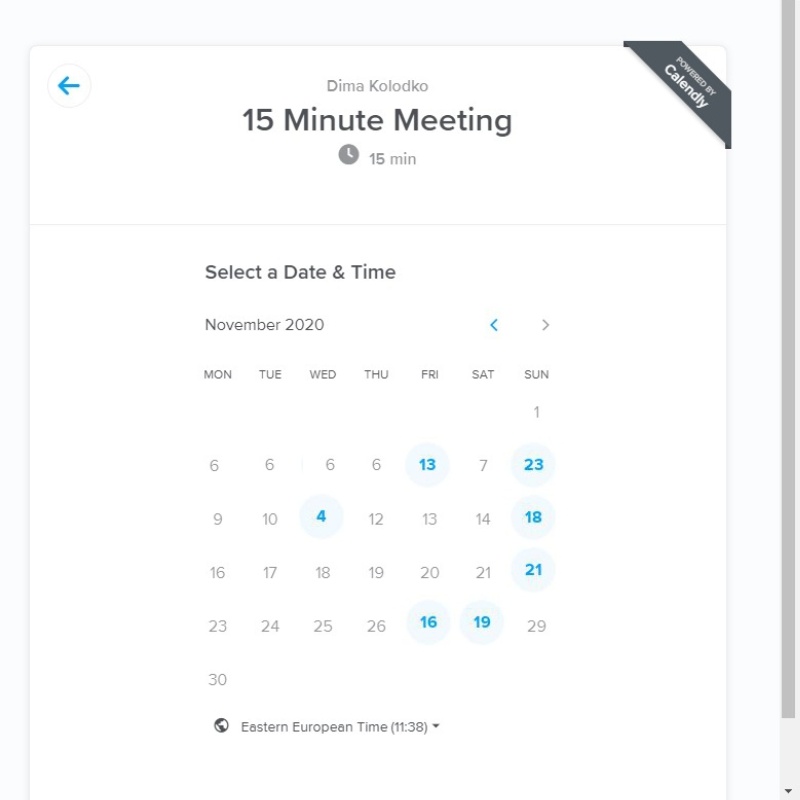 POWERED BY
Calendly
Dima Kolodko
15 Minute Meeting
15 min
Select a Date & Time
November 2020
MON TUE WED THU FRI SAT SUN
1
6 6 6 6 13 7 23
9 10 4 12 13 14 18
16 17 18 19 20 21 21
23 24 25 26 16 19 29
30
Eastern European Time (11:38)